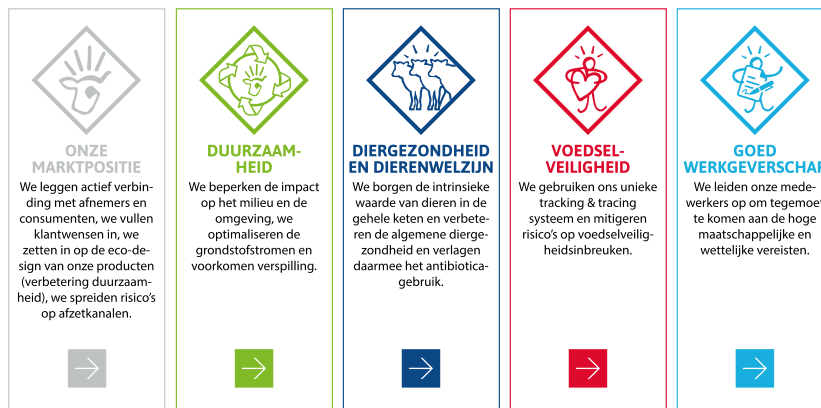 ONZE
MARKTPOSITIE
We leggen actief verbin-
ding met afnemers en
consumenten, we vullen
klantwensen in, we
zetten in op de eco-de-
sign van onze producten
(verbetering duurzaam-
heid), we spreiden risico's
op afzetkanalen.
DUURZAAM-
HEID
We beperken de impact
op het milieu en de
omgeving, we
optimaliseren de
grondstofstromen en
voorkomen verspilling.
DIERGEZONDHEID
EN DIERENWELZIJN
We borgen de intrinsieke
waarde van dieren in de
gehele keten en verbete-
ren de algemene dierge-
zondheid en verlagen
daarmee het antibiotica-
gebruik.
VOEDSEL-
VEILIGHEID
We gebruiken ons unieke
tracking & tracing
systeem en mitigeren
risico's op voedselveilig-
heidsinbreuken.
GOED
WERKGEVERSCHAP
We leiden onze mede-
werkers op om tegemoet
te komen aan de hoge
maatschappelijke en
wettelijke vereisten.